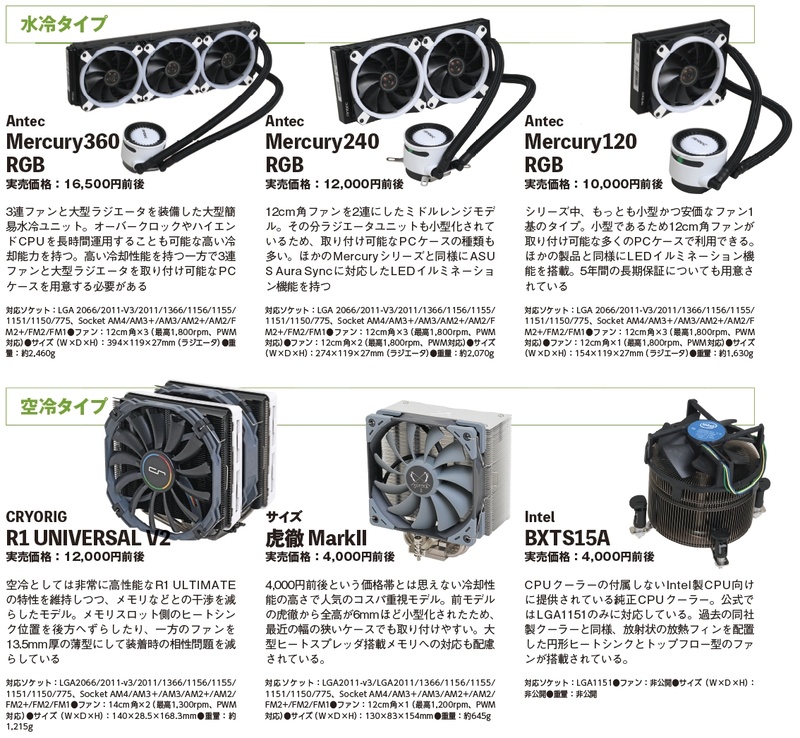 水冷タイプ
Antec
Mercury360
RGB
実売価格：16,500円前後
3連ファンと大型ラジエータを装備した大型簡
易水冷ユニット。オーバークロックやハイエン
ドCPUを長時間運用することも可能な高い冷
却能力を持つ。高い冷却性能を持つ一方で3連
ファンと大型ラジエータを取り付け可能なPC
ケースを用意する必要がある
対応ソケット：LGA 2066/2011-V3/2011/1366/1156/1155/
1151/1150/775、Socket AM4/AM3+/AM3/AM2+/AM2/F
M2+/FM2/FM1●ファン：12cm角×3（最高1,800rpm、PWM
対応）●サイズ（W×D×H）：394×119×27mm（ラジエータ）●重
量：約2,460g
Antec
Mercury240
RGB
実売価格：12,000円前後
12cm角ファンを2連にしたミドルレンジモデ
ル。その分ラジエータユニットも小型化されて
いるため、取り付け可能なPCケースの種類も
多い。ほかのMercuryシリーズと同様にASU
S Aura Syncに対応したLEDイルミネーショ
ン機能を持つ
対応ソケット：LGA 2066/2011-V3/2011/1366/1156/1155/
1151/1150/775、Socket AM4/AM3+/AM3/AM2+/AM2/F
M2+/FM2/FM1●ファン：12cm角×3（最高1,800rpm、PWM
対応）●ファン：12cm角×2（最高1,800rpm、PWM対応）●サイズ
（W×D×H）：274×119×27mm（ラジエータ）●重量：約2,070g
Antec
Mercury120
RGB
実売価格：10,000円前後
シリーズ中、もっとも小型かつ安価なファン1
基のタイプ。小型であるため12cm角ファンが
取り付け可能な多くのPCケースで利用できる。
ほかの製品と同様にLEDイルミネーション機
能を搭載。5年間の長期保証についても用意さ
れている
対応ソケット：LGA 2066/2011-V3/2011/1366/1156/1155/
1151/1150/775、Socket AM4/AM3+/AM3/AM2+/AM2/F
M2+/FM2/FM1●ファン：12cm角×3（最高1,800rpm、PWM
対応）●ファン：12cm角×1（最高1,800rpm、PWM対応）●サイズ
（W×D×H）：154×119×27mm（ラジエータ）●重量：約1,630g
空冷タイプ
CRYORIG
R1 UNIVERSAL V2
実売価格：12,000円前後
空冷としては非常に高性能なR1 ULTIMATE
の特性を維持しつつ、メモリなどとの干渉を減
らしたモデル。メモリスロット側のヒートシン
ク位置を後方へずらしたり、一方のファンを
13.5mm厚の薄型にして装着時の相性問題を減
らしている
対応ソケット：LGA2066/2011-v3/2011/1366/1156/1155/
1151/1150/775、Socket AM4/AM3+/AM3/AM2+/AM2/
FM2+/FM2/FM1●ファン：14cm角×2（最高1,300rpm、PWM
対応）●サイズ（W×D×H）：140×28.5×168.3mm●重量：約
1,215g
サイズ
虎徹 MarkII
実売価格：4,000円前後
4,000円前後という価格帯とは思えない冷却性
能の高さで人気のコスパ重視モデル。前モデル
の虎徹から全高が6mmほど小型化されたため、
最近の幅の狭いケースでも取り付けやすい。大
型ヒートスプレッダ搭載メモリへの対応も配慮
されている。
対応ソケット：LGA2011-v3/LGA2011/1366/1156/1155/
1151/1150/775、Socket AM4/AM3+/AM3/AM2+/AM2/
FM2+/FM2/FM1●ファン：12cm角×1（最高1,200rpm、PWM
対応）●サイズ（W×D×H）：130×83×154mm●重量：約645g
intel
Intel
BXTS15A
実売価格：4,000円前後
CPUクーラーの付属しないIntel製CPU向け
に提供されている純正CPUクーラー。公式で
はLGA1151のみに対応している。過去の同社
製クーラーと同様、放射状の放熱フィンを配置
した円形ヒートシンクとトップフロー型のファ
ンが搭載されている。
対応ソケット：LGA1151●ファン：非公開●サイズ（W×D×H）：
非公開●重量：非公開